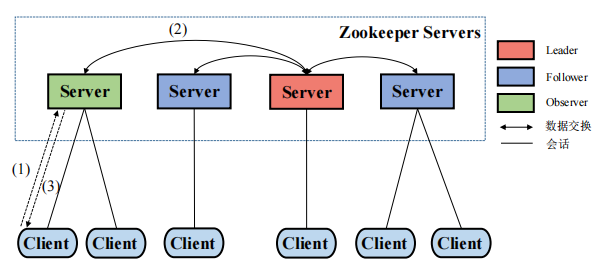 (2)
Zookeeper Servers
Server
Server
Server
Server
Leader
Follower
Observer
数据交换
会话
(1)
(3)
Client
Client
Client
Client
Client
Client